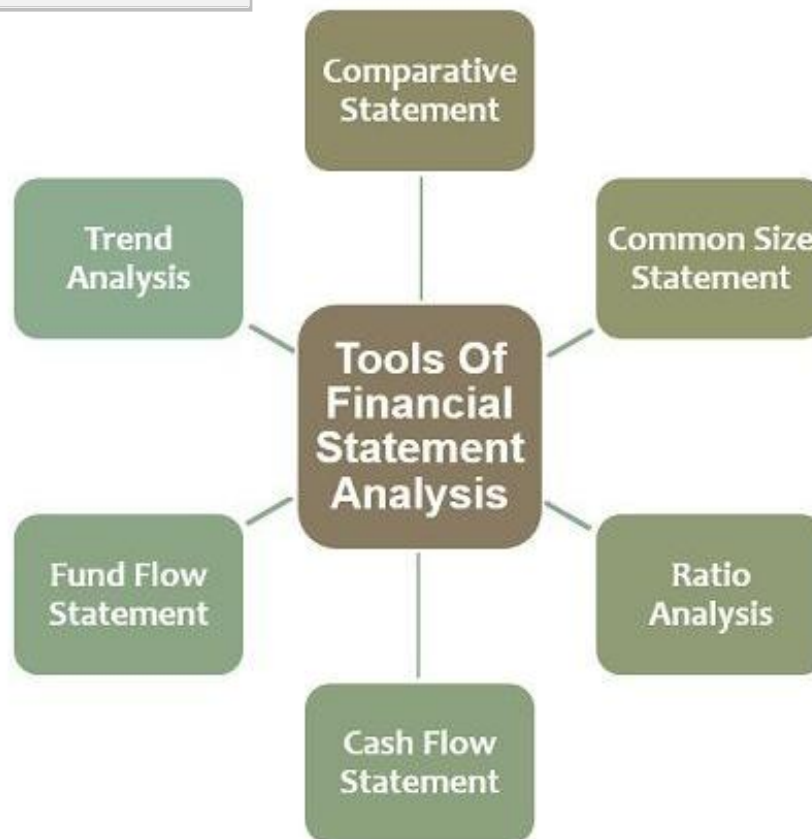 Comparative
Statement
Trend
Analysis
Common Size
Statement
Tools Of
Financial
Statement
Analysis
Fund Flow
Statement
Ratio
Analysis
Cash Flow
Statement